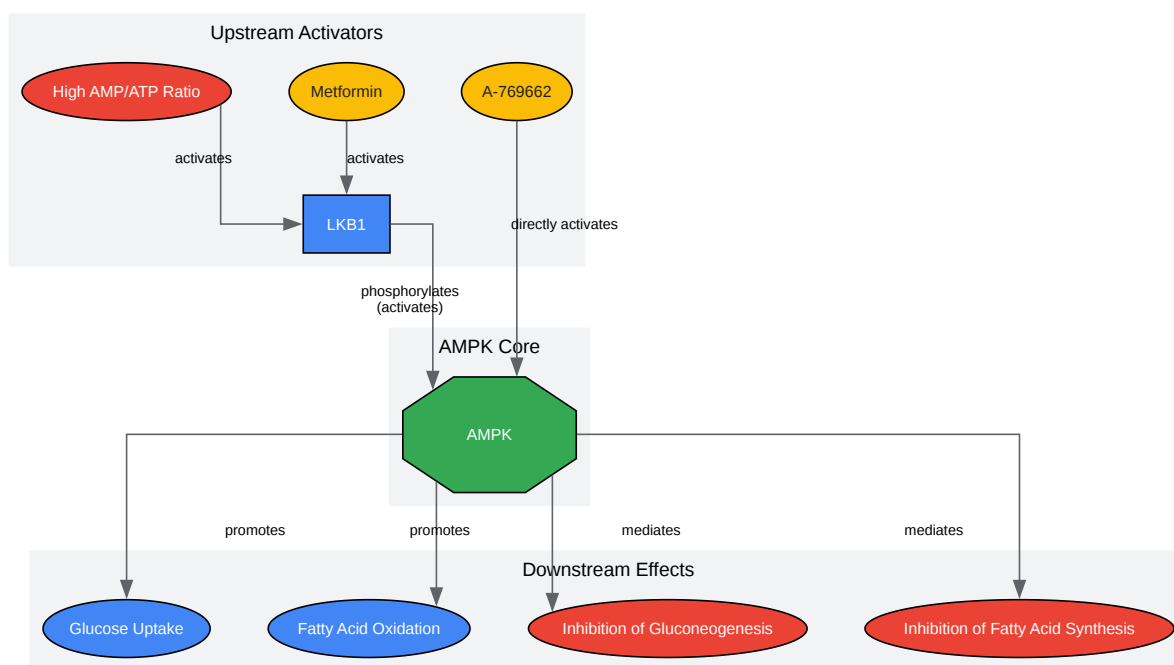 Upstream Activators
High AMP/ATP Ratio
Metformin
A-769662
activates
activates
LKB1
directly activates
phosphorylates
(activates)
AMPK Core
AMPK
promotes
promotes
mediates
mediates
Downstream Effects
Glucose Uptake
Fatty Acid Oxidation
Inhibition of Gluconeogenesis
Inhibition of Fatty Acid Synthesis